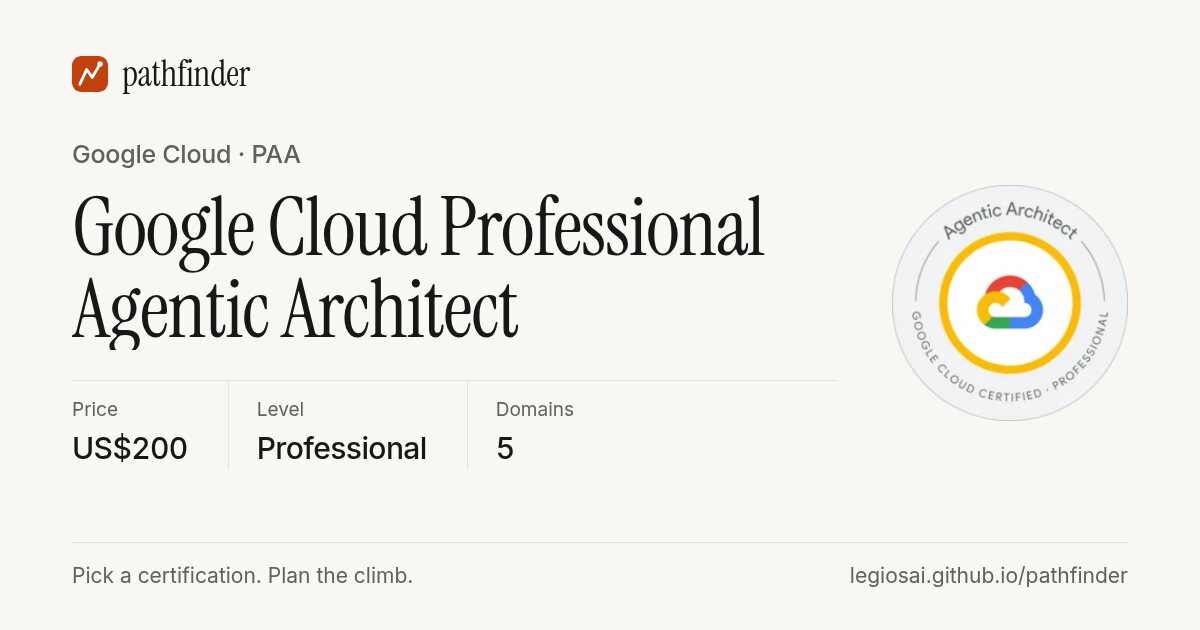 pathfinder
Google Cloud · PAA
Google Cloud Professional
Agentic Architect
Agentic Architect
GOOGLE CLOUD CERTIFIED · PROFESSIONAL
Price
US$200
Level
Professional
Domains
5
Pick a certification. Plan the climb.
legiosai.github.io/pathfinder